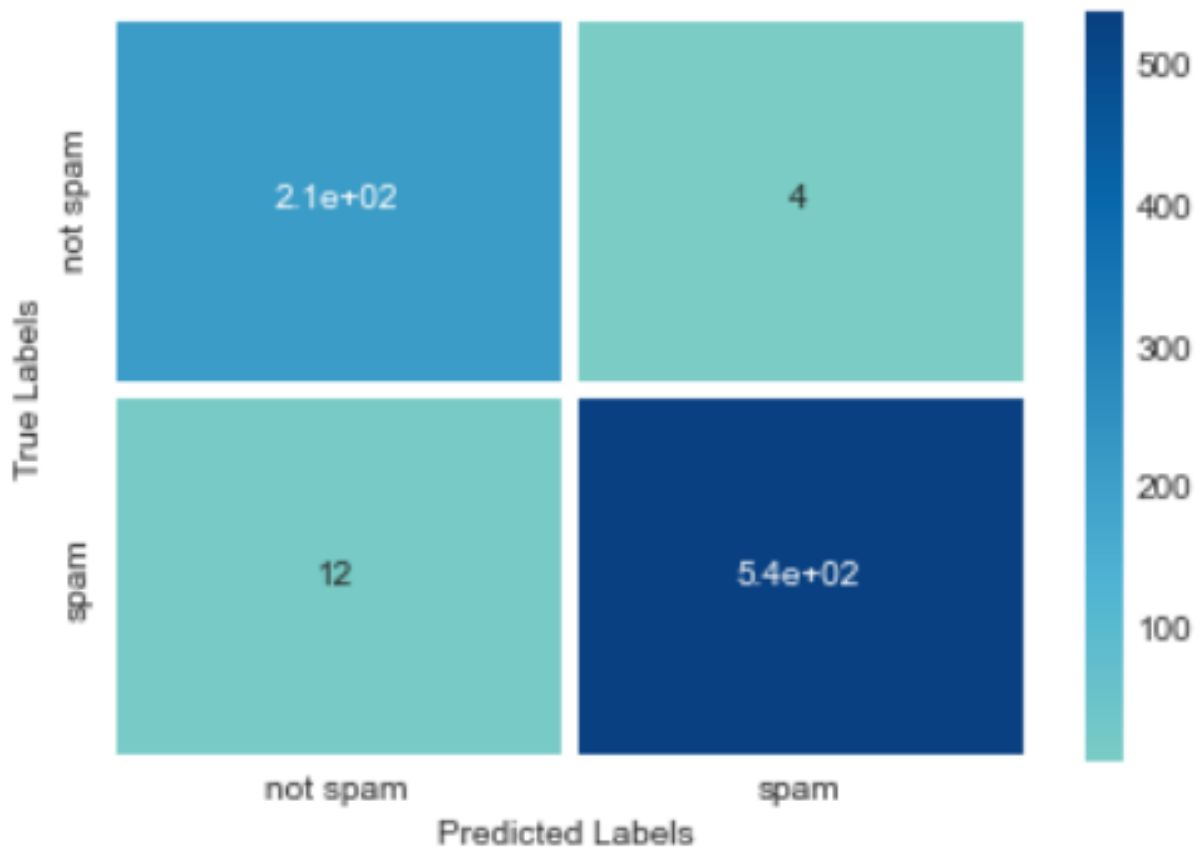 True Labels
not spam
2.1e+02
4
spam
12
5.4e+02
not spam
spam
Predicted Labels
500
400
300
200
100